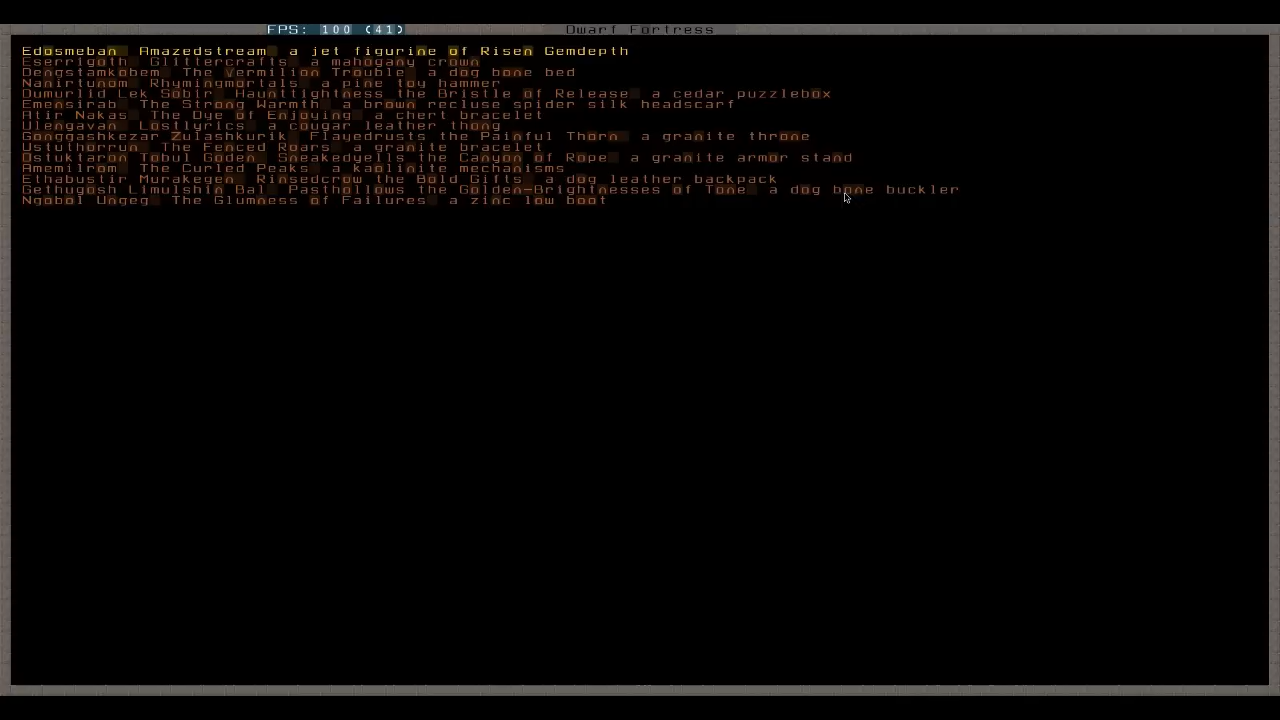 FPS: 100 (41)
Dwarf Fortress
Edosmeban Amazedstream a jet figurine of Risen Gemdepth
Eserrigoth Glittercrafts a mahogany crown
Dengstamkobem The Vermilion Trouble a dog bone bed
Nanirtunom Rhymingmortals a pine toy hammer
Dumurlid Lek Sobir Haunttightness the Bristle of Release a cedar puzzlebox
Emensirab The Strong Warmth a brown recluse spider silk headscarf
Atir Nakas The Dye of Enjoying a chert bracelet
Ulengavan Lostlyrics a cougar leather thong
Gonggashkezar Zulashkurik Flayedrusts the Painful Thorn a granite throne
Ustuthorrun The Fenced Roars a granite bracelet
Ostuktaron Tobul Goden Sneakedyells the Canyon of Rope a granite armor stand
Amemilrom The Curled Peaks a kaolinite mechanisms
Ethabustir Murakegen Rinsedcrow the Bold Gifts a dog leather backpack
Gethugosh Limulshin Bal Pasthollows the Golden-Brightnesses of Tone a dog bone buckler
Ngobol Ungeg The Glumness of Failures a zinc low boot